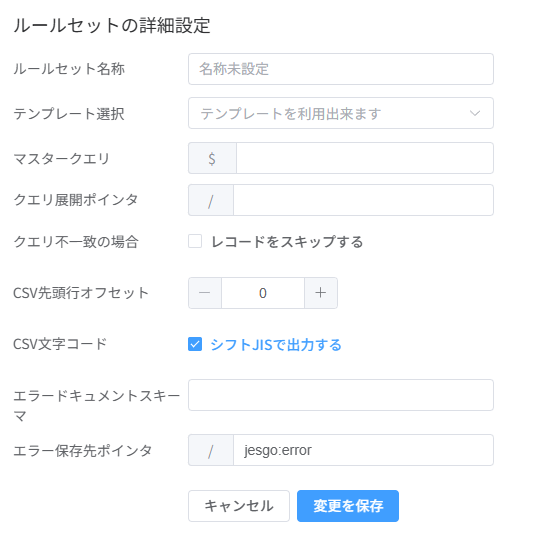 ルールセットの詳細設定
ルールセット名称 名称未設定
テンプレート選択 テンプレートを利用出来ます
マスタークエリ $
クエリ展開ポインタ /
クエリ不一致の場合 レコードをスキップする
CSV先頭行オフセット — 0 +
CSV文字コード シフトJISで出力する
エラードキュメントスキー
マ
エラー保存先ポインタ / jesgo:error
キャンセル 変更を保存